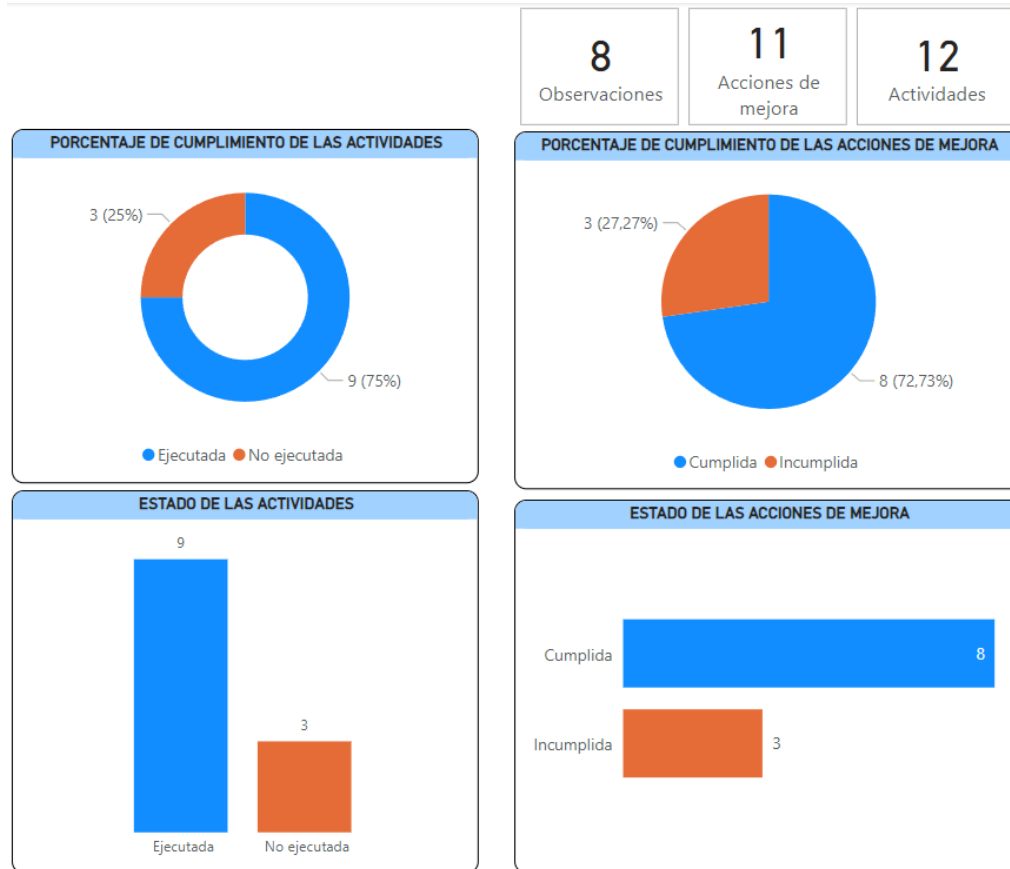 8
Observaciones
11
Acciones de
mejora
12
Actividades
PORCENTAJE DE CUMPLIMIENTO DE LAS ACTIVIDADES
3 (25%)
9 (75%)
Ejecutada No ejecutada
PORCENTAJE DE CUMPLIMIENTO DE LAS ACCIONES DE MEJORA
3 (27,27%)
8 (72,73%)
Cumplida Incumplida
ESTADO DE LAS ACTIVIDADES
9
3
Ejecutada No ejecutada
ESTADO DE LAS ACCIONES DE MEJORA
Cumplida 8
Incumplida 3